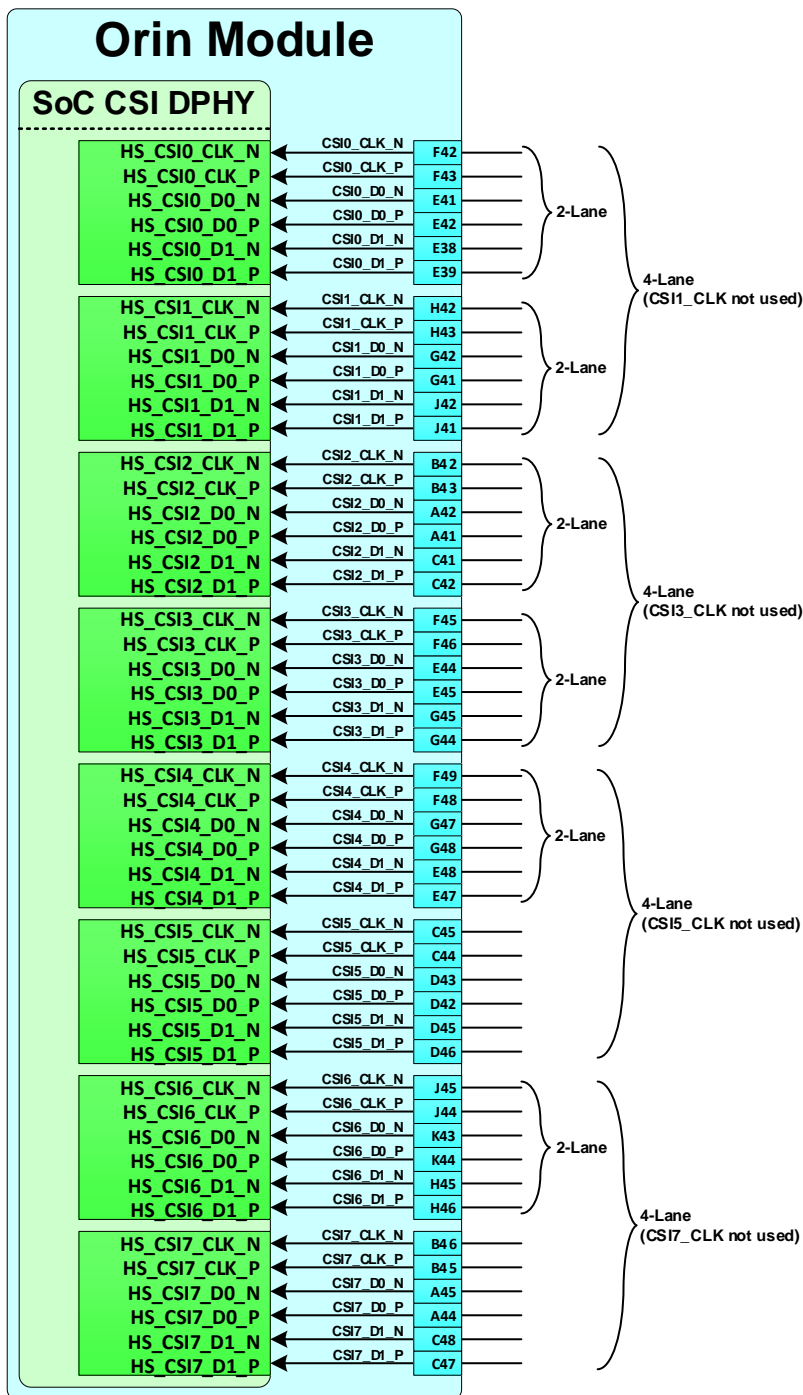 Orin Module
SoC CSI DPHY
HS_CSI0_CLK_N CSI0_CLK_N F42
HS_CSI0_CLK_P CSI0_CLK_P F43
HS_CSI0_D0_N CSI0_D0_N E41
HS_CSI0_D0_P CSI0_D0_P E42
HS_CSI0_D1_N CSI0_D1_N E38
HS_CSI0_D1_P CSI0_D1_P E39
2-Lane
HS_CSI1_CLK_N CSI1_CLK_N H42
HS_CSI1_CLK_P CSI1_CLK_P H43
HS_CSI1_D0_N CSI1_D0_N G42
HS_CSI1_D0_P CSI1_D0_P G41
HS_CSI1_D1_N CSI1_D1_N J42
HS_CSI1_D1_P CSI1_D1_P J41
2-Lane
4-Lane
(CSI1_CLK not used)
HS_CSI2_CLK_N CSI2_CLK_N B42
HS_CSI2_CLK_P CSI2_CLK_P B43
HS_CSI2_D0_N CSI2_D0_N A42
HS_CSI2_D0_P CSI2_D0_P A41
HS_CSI2_D1_N CSI2_D1_N C41
HS_CSI2_D1_P CSI2_D1_P C42
2-Lane
HS_CSI3_CLK_N CSI3_CLK_N F45
HS_CSI3_CLK_P CSI3_CLK_P F46
HS_CSI3_D0_N CSI3_D0_N E44
HS_CSI3_D0_P CSI3_D0_P E45
HS_CSI3_D1_N CSI3_D1_N G45
HS_CSI3_D1_P CSI3_D1_P G44
2-Lane
4-Lane
(CSI3_CLK not used)
HS_CSI4_CLK_N CSI4_CLK_N F49
HS_CSI4_CLK_P CSI4_CLK_P F48
HS_CSI4_D0_N CSI4_D0_N G47
HS_CSI4_D0_P CSI4_D0_P G48
HS_CSI4_D1_N CSI4_D1_N E48
HS_CSI4_D1_P CSI4_D1_P E47
2-Lane
HS_CSI5_CLK_N CSI5_CLK_N C45
HS_CSI5_CLK_P CSI5_CLK_P C44
HS_CSI5_D0_N CSI5_D0_N D43
HS_CSI5_D0_P CSI5_D0_P D42
HS_CSI5_D1_N CSI5_D1_N D45
HS_CSI5_D1_P CSI5_D1_P D46
4-Lane
(CSI5_CLK not used)
HS_CSI6_CLK_N CSI6_CLK_N J45
HS_CSI6_CLK_P CSI6_CLK_P J44
HS_CSI6_D0_N CSI6_D0_N K43
HS_CSI6_D0_P CSI6_D0_P K44
HS_CSI6_D1_N CSI6_D1_N H45
HS_CSI6_D1_P CSI6_D1_P H46
2-Lane
HS_CSI7_CLK_N CSI7_CLK_N B46
HS_CSI7_CLK_P CSI7_CLK_P B45
HS_CSI7_D0_N CSI7_D0_N A45
HS_CSI7_D0_P CSI7_D0_P A44
HS_CSI7_D1_N CSI7_D1_N C48
HS_CSI7_D1_P CSI7_D1_P C47
4-Lane
(CSI7_CLK not used)